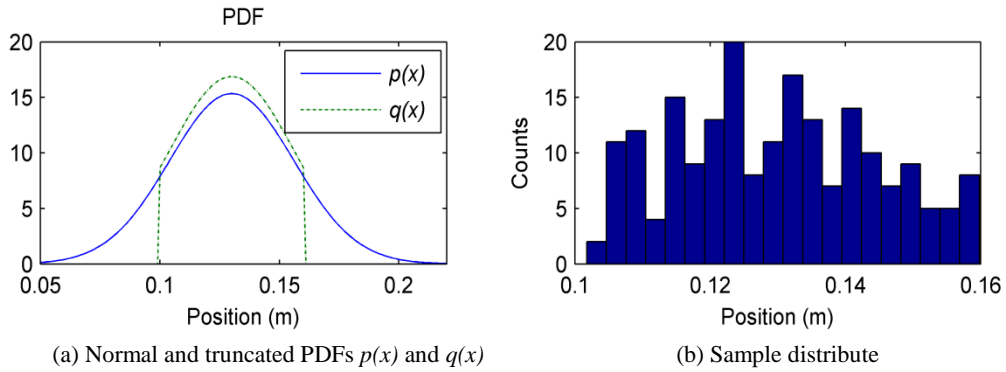 PDF
20
15
10
5
0
p(x)
q(x)
0.05
0.1
0.15
0.2
Position (m)
(a) Normal and truncated PDFs p(x) and q(x)
20
15
10
5
0
Counts
0.1
0.12
0.14
0.16
Position (m)
(b) Sample distribute